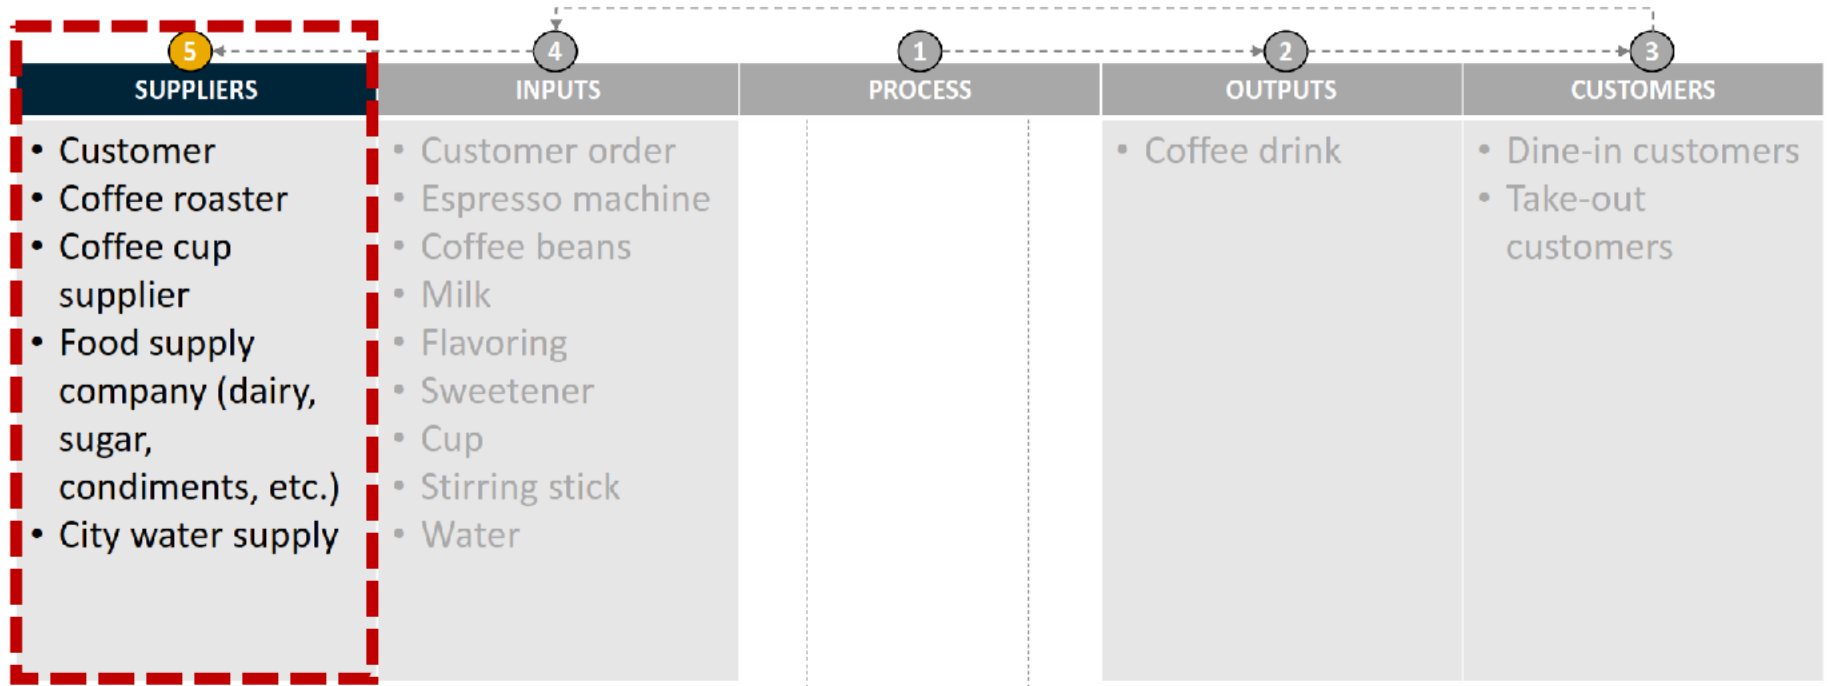 5
4
1
2
3
SUPPLIERS
INPUTS
PROCESS
OUTPUTS
CUSTOMERS
• Customer
• Coffee roaster
• Coffee cup
supplier
• Food supply
company (dairy,
sugar,
condiments, etc.)
• City water supply
• Customer order
• Espresso machine
• Coffee beans
• Milk
• Flavoring
• Sweetener
• Cup
• Stirring stick
• Water
• Coffee drink
• Dine-in customers
• Take-out
customers